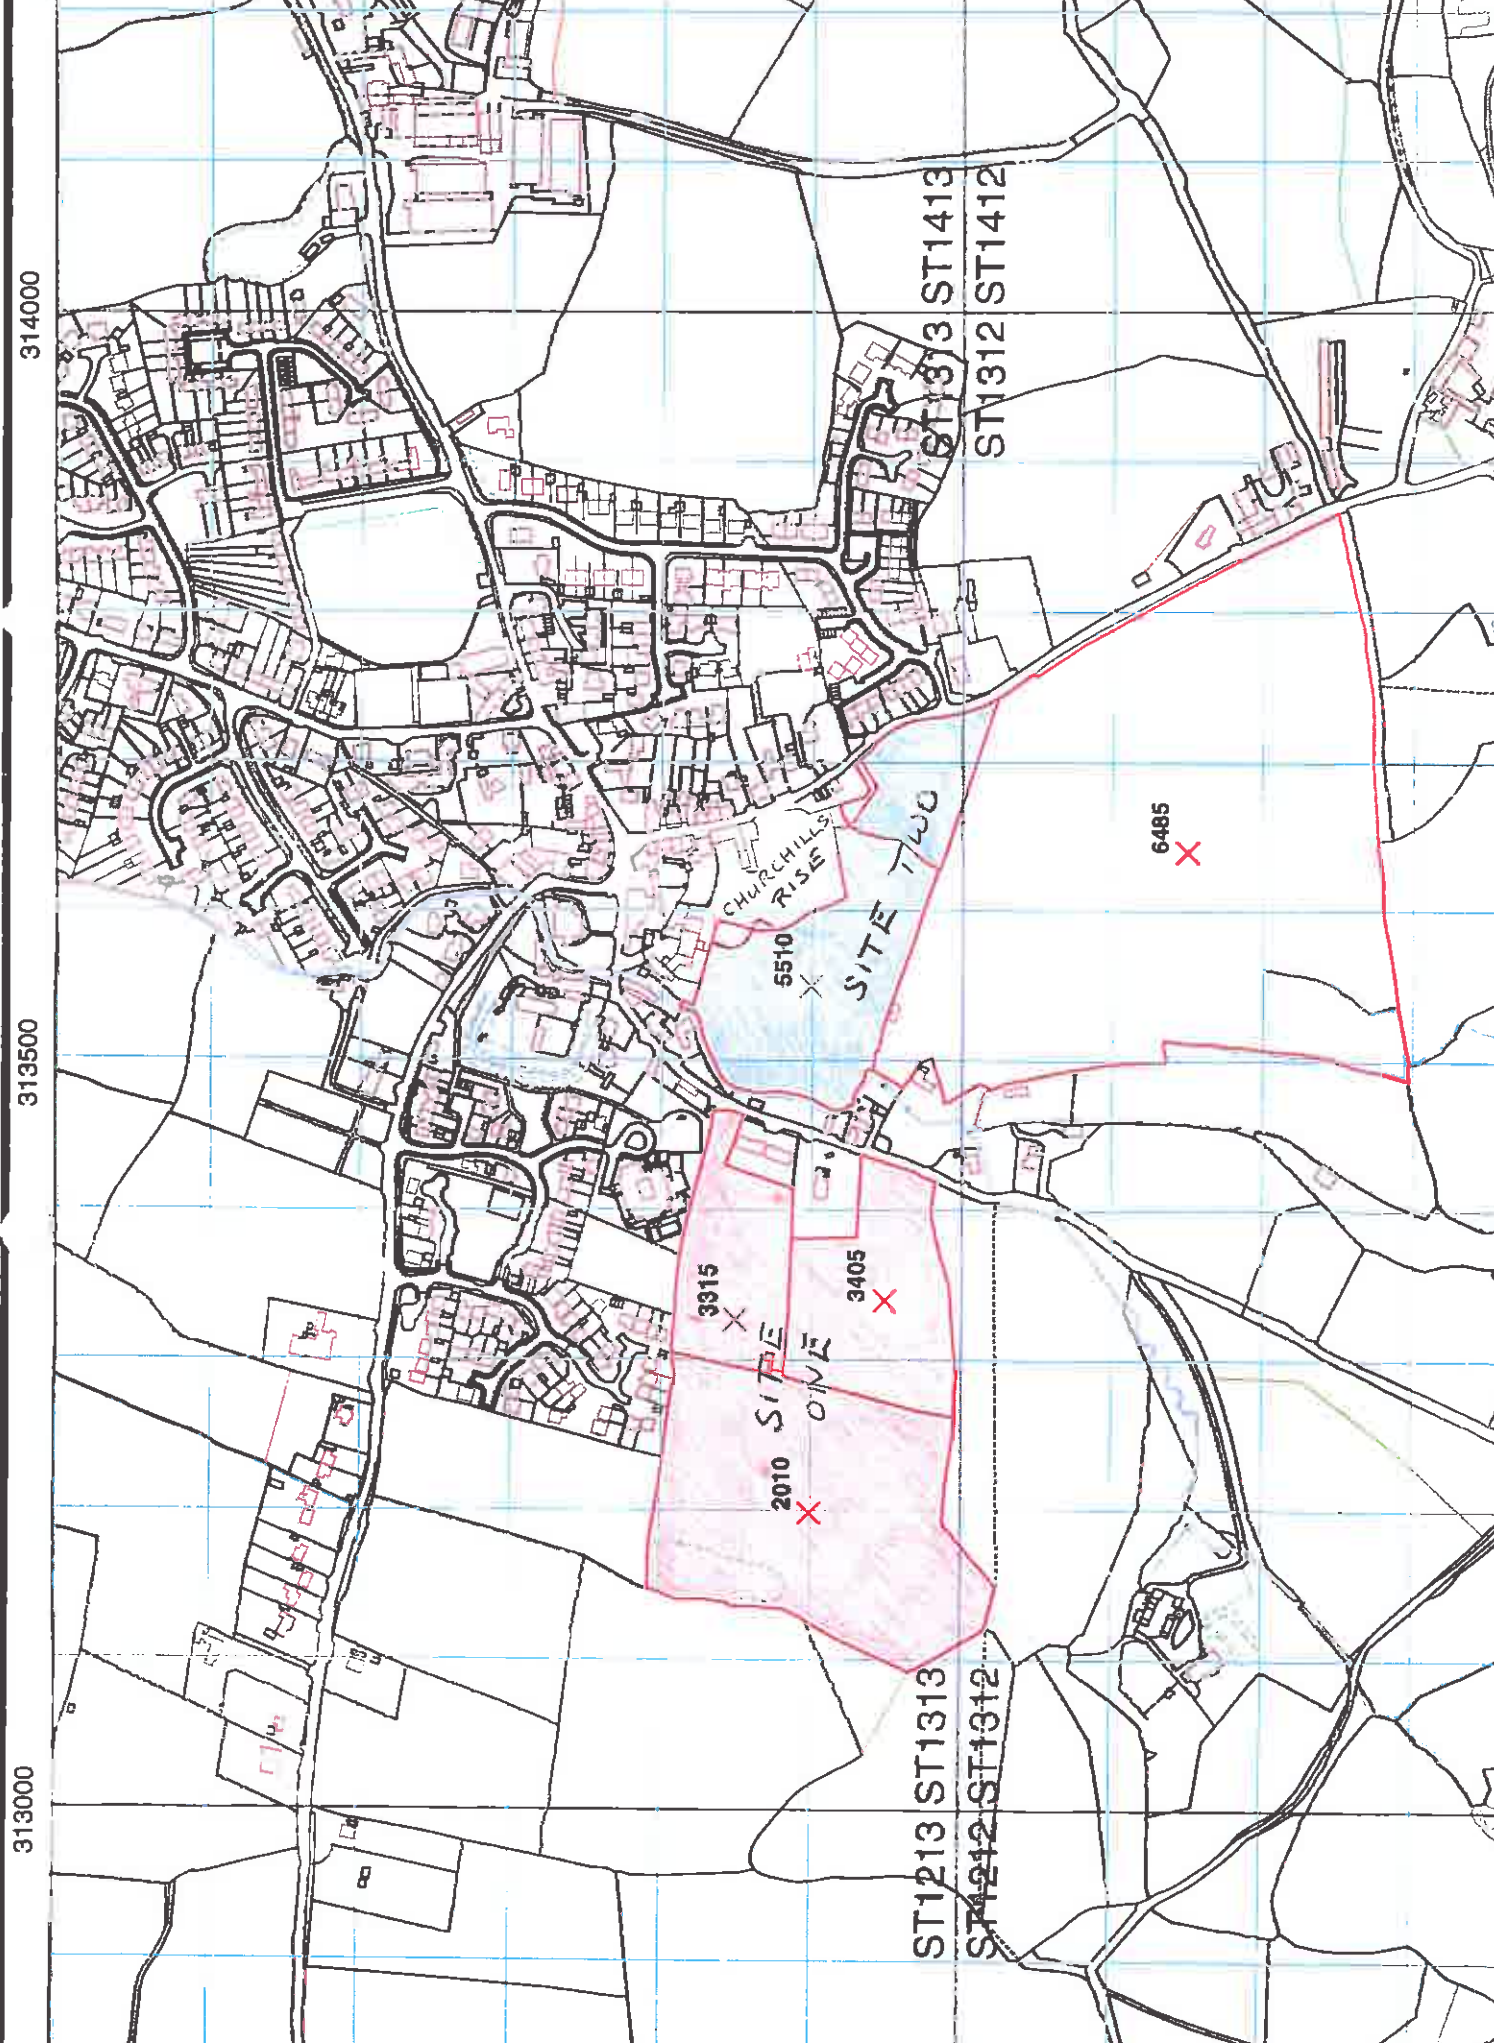 314000
313500
313000
ST1313 ST1413
ST1312 ST1412
ST1213 ST1313
ST1212 ST1312
CHURCHILLS
RISE
5510
SITE TWO
6485
3315
3405
SITE
ONE
2010